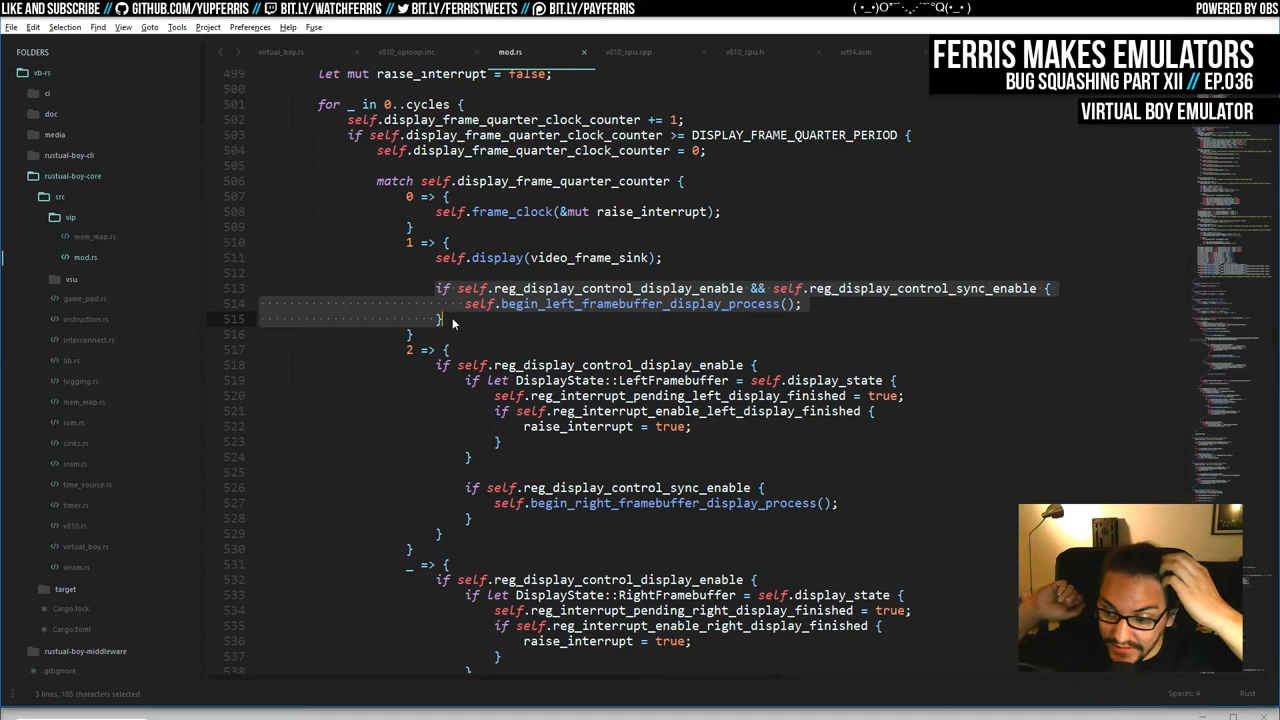 LIKE AND SUBSCRIBE // GITHUB.COM/YUPFERRIS // BIT.LY/WATCHFERRIS // BIT.LY/FERRISTWEETS // BIT.LY/PAYFERRIS
POWERED BY OBS
File Edit Selection Find View Goto Tools Project Preferences Help Fuse
FERRIS MAKES EMULATORS
BUG SQUASHING PART XII // EP.036
VIRTUAL BOY EMULATOR
FOLDERS
vb-rs
ci
doc
media
rustual-boy-cli
rustual-boy-core
src
vip
mem_map.rs
mod.rs
vsu
game_pad.rs
instruction.rs
interconnect.rs
lib.rs
logging.rs
mem_map.rs
rom.rs
sinks.rs
sram.rs
time_source.rs
timer.rs
v810.rs
virtual_boy.rs
wram.rs
target
Cargo.lock
Cargo.toml
rustual-boy-middleware
.gitignore
virtual_boy.rs v810_oploop.inc mod.rs v810_cpu.cpp v810_cpu.h wtf4.asm
499 let mut raise_interrupt = false;
500
501 for _ in 0..cycles {
502 self.display_frame_quarter_clock_counter += 1;
503 if self.display_frame_quarter_clock_counter >= DISPLAY_FRAME_QUARTER_PERIOD {
504 self.display_frame_quarter_clock_counter = 0;
505
506 match self.display_frame_quarter_counter {
507 0 => {
508 self.frame_clock(&mut raise_interrupt);
509 }
510 1 => {
511 self.display(video_frame_sink);
512
513 if self.reg_display_control_display_enable && self.reg_display_control_sync_enable {
514 self.begin_left_framebuffer_display_process();
515
516 }
517 2 => {
518 if self.reg_display_control_display_enable {
519 if let DisplayState::LeftFramebuffer = self.display_state {
520 self.reg_interrupt_pending_left_display_finished = true;
521 if self.reg_interrupt_enable_left_display_finished {
522 raise_interrupt = true;
523
524 }
525
526 if self.reg_display_control_sync_enable {
527 self.begin_right_framebuffer_display_process();
528 }
529 }
530 }
531 _ => {
532 if self.reg_display_control_display_enable {
533 if let DisplayState::RightFramebuffer = self.display_state {
534 self.reg_interrupt_pending_right_display_finished = true;
535 if self.reg_interrupt_enable_right_display_finished {
536 raise_interrupt = true;
537 }
538 }
3 lines, 185 characters selected
Spaces: 4
Rust